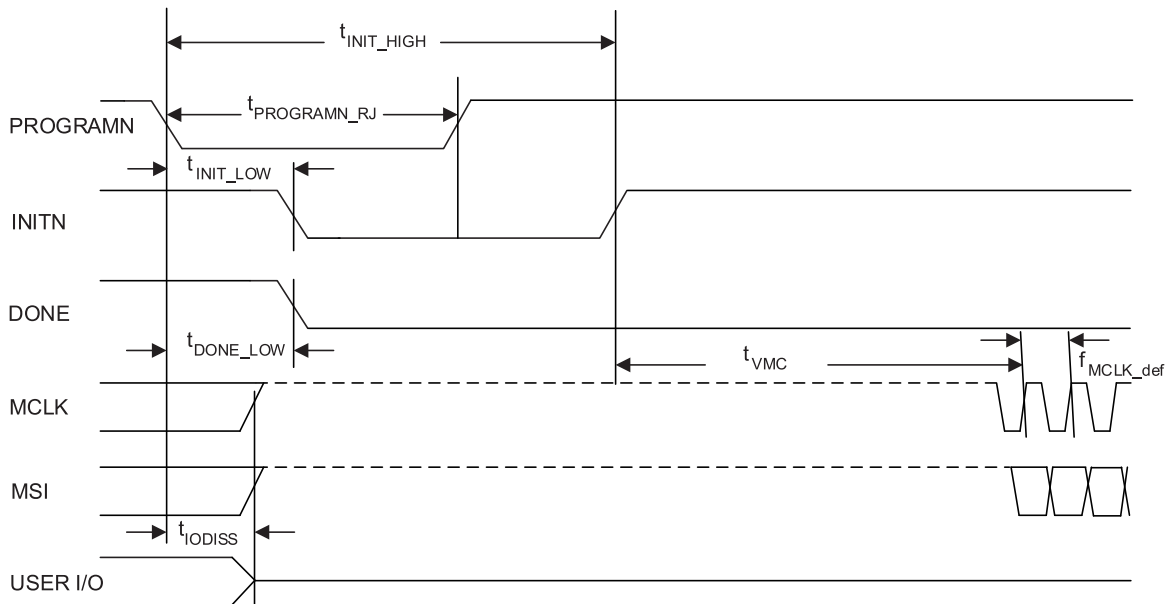 tINIT_HIGH
tPROGRAMN_RJ
PROGRAMN
tINIT_LOW
INITN
DONE
tDONE_LOW
tVMC
fMCLK_def
MCLK
MSI
tIODISS
USER I/O